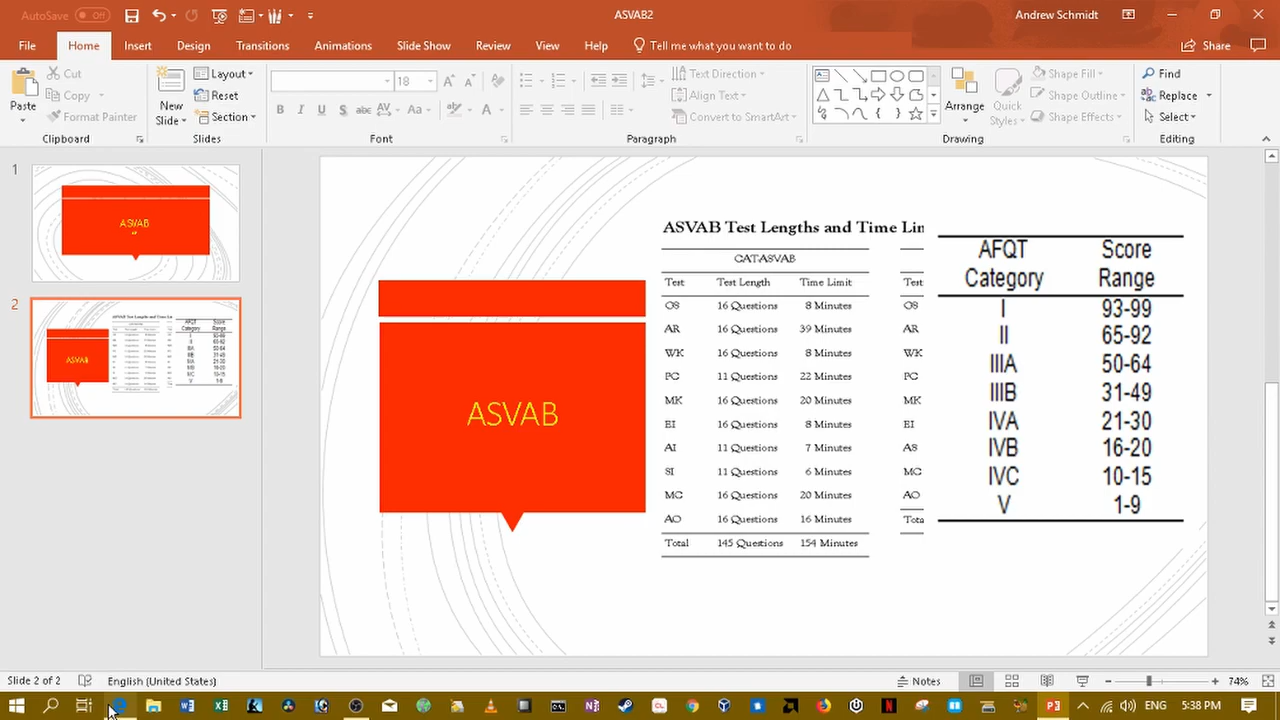 AutoSave Off
ASVAB2
Andrew Schmidt
File Home Insert Design Transitions Animations Slide Show Review View Help Tell me what you want to do Share
Paste
Cut
Copy
Format Painter
Clipboard
New
Slide
Layout
Reset
Section
Slides
18
B I U S abc AV Aa A
Font
Text Direction
Align Text
Convert to SmartArt
Paragraph
Arrange
Quick
Styles
Shape Fill
Shape Outline
Shape Effects
Drawing
Find
Replace
Select
Editing
1
ASVAB
2
ASVAB
ASVAB
ASVAB Test Lengths and Time Lin
CATASVAB
Test Test Length Time Limit
GS 16 Questions 8 Minutes
AR 16 Questions 39 Minutes
WK 16 Questions 8 Minutes
PC 11 Questions 22 Minutes
MK 16 Questions 20 Minutes
EI 16 Questions 8 Minutes
AI 11 Questions 7 Minutes
SI 11 Questions 6 Minutes
MC 16 Questions 20 Minutes
AO 16 Questions 16 Minutes
Total 145 Questions 154 Minutes
Test
GS
AR
WK
PC
MK
EI
AS
MC
AO
Tota
AFQT
Category
Score
Range
I 93-99
II 65-92
IIIA 50-64
IIIB 31-49
IVA 21-30
IVB 16-20
IVC 10-15
V 1-9
Slide 2 of 2 English (United States) Notes 74%
5:38 PM